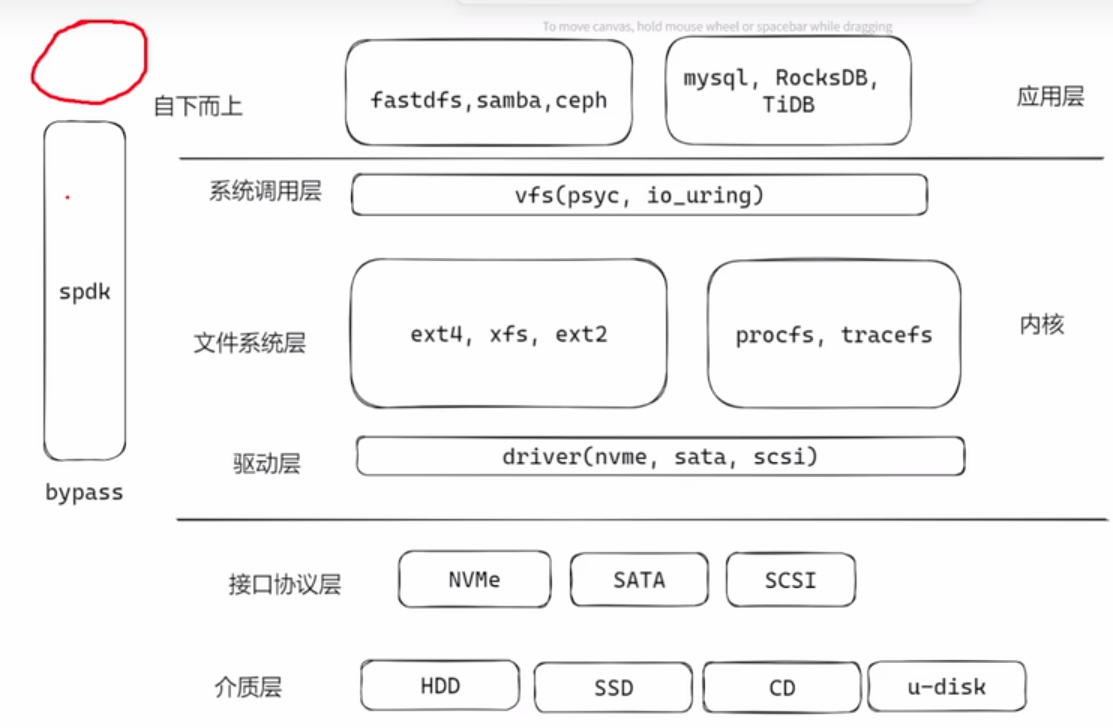 To move canvas, hold mouse wheel or spacebar while dragging
自下而上
fastdfs,samba,ceph
mysql, RocksDB,
TiDB
应用层
系统调用层
vfs(psyc, io_uring)
spdk
文件系统层
ext4, xfs, ext2
procfs, tracefs
内核
驱动层
driver(nvme, sata, scsi)
bypass
接口协议层
NVMe
SATA
SCSI
介质层
HDD
SSD
CD
u-disk